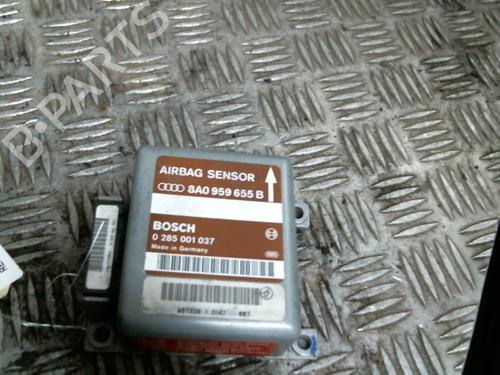 B-PARTS
AIRBAG SENSOR
8A0 959 655 B
BOSCH
0 285 001 037
Made in Germany